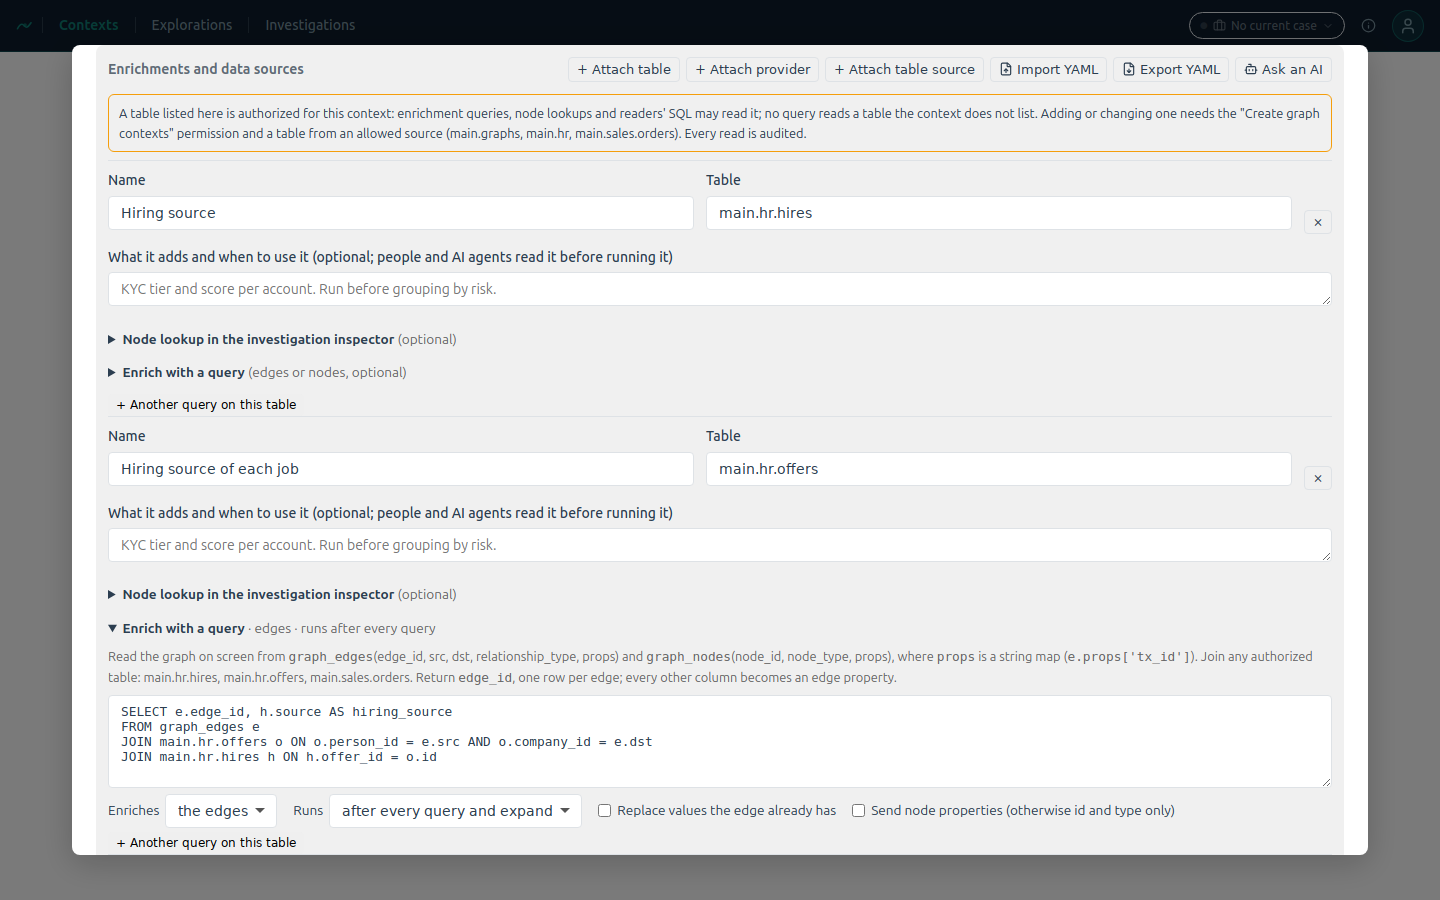 Contexts Explorations Investigations No current case
Enrichments and data sources + Attach table + Attach provider + Attach table source Import YAML Export YAML Ask an AI
A table listed here is authorized for this context: enrichment queries, node lookups and readers' SQL may read it; no query reads a table the context does not list. Adding or changing one needs the "Create graph
contexts" permission and a table from an allowed source (main.graphs, main.hr, main.sales.orders). Every read is audited.
Name Table
Hiring source main.hr.hires ×
What it adds and when to use it (optional; people and AI agents read it before running it)
KYC tier and score per account. Run before grouping by risk.
Node lookup in the investigation inspector (optional)
Enrich with a query (edges or nodes, optional)
+ Another query on this table
Name Table
Hiring source of each job main.hr.offers ×
What it adds and when to use it (optional; people and AI agents read it before running it)
KYC tier and score per account. Run before grouping by risk.
Node lookup in the investigation inspector (optional)
Enrich with a query · edges · runs after every query
Read the graph on screen from graph_edges(edge_id, src, dst, relationship_type, props) and graph_nodes(node_id, node_type, props), where props is a string map (e.props['tx_id']). Join any authorized
table: main.hr.hires, main.hr.offers, main.sales.orders. Return edge_id, one row per edge; every other column becomes an edge property.
SELECT e.edge_id, h.source AS hiring_source
FROM graph_edges e
JOIN main.hr.offers o ON o.person_id = e.src AND o.company_id = e.dst
JOIN main.hr.hires h ON h.offer_id = o.id
Enriches the edges Runs after every query and expand Replace values the edge already has Send node properties (otherwise id and type only)
+ Another query on this table